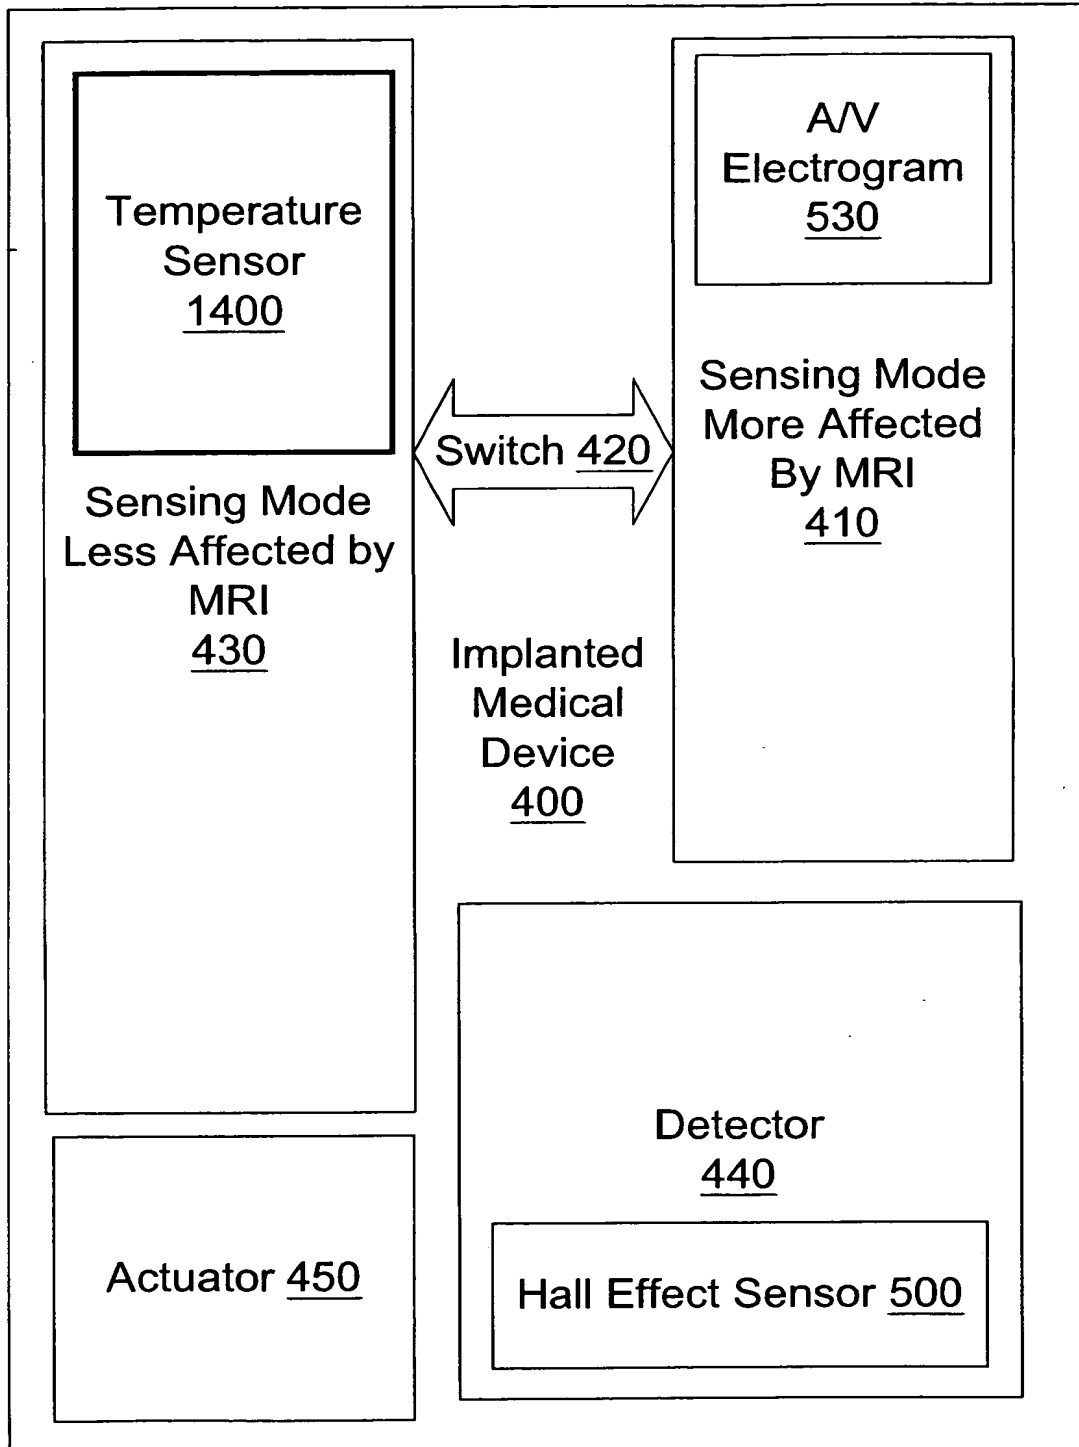 Temperature
Sensor
1400
Sensing Mode
Less Affected by
MRI
430
Switch 420
A/V
Electrogram
530
Sensing Mode
More Affected
By MRI
410
Implanted
Medical
Device
400
Detector
440
Hall Effect Sensor 500
Actuator 450